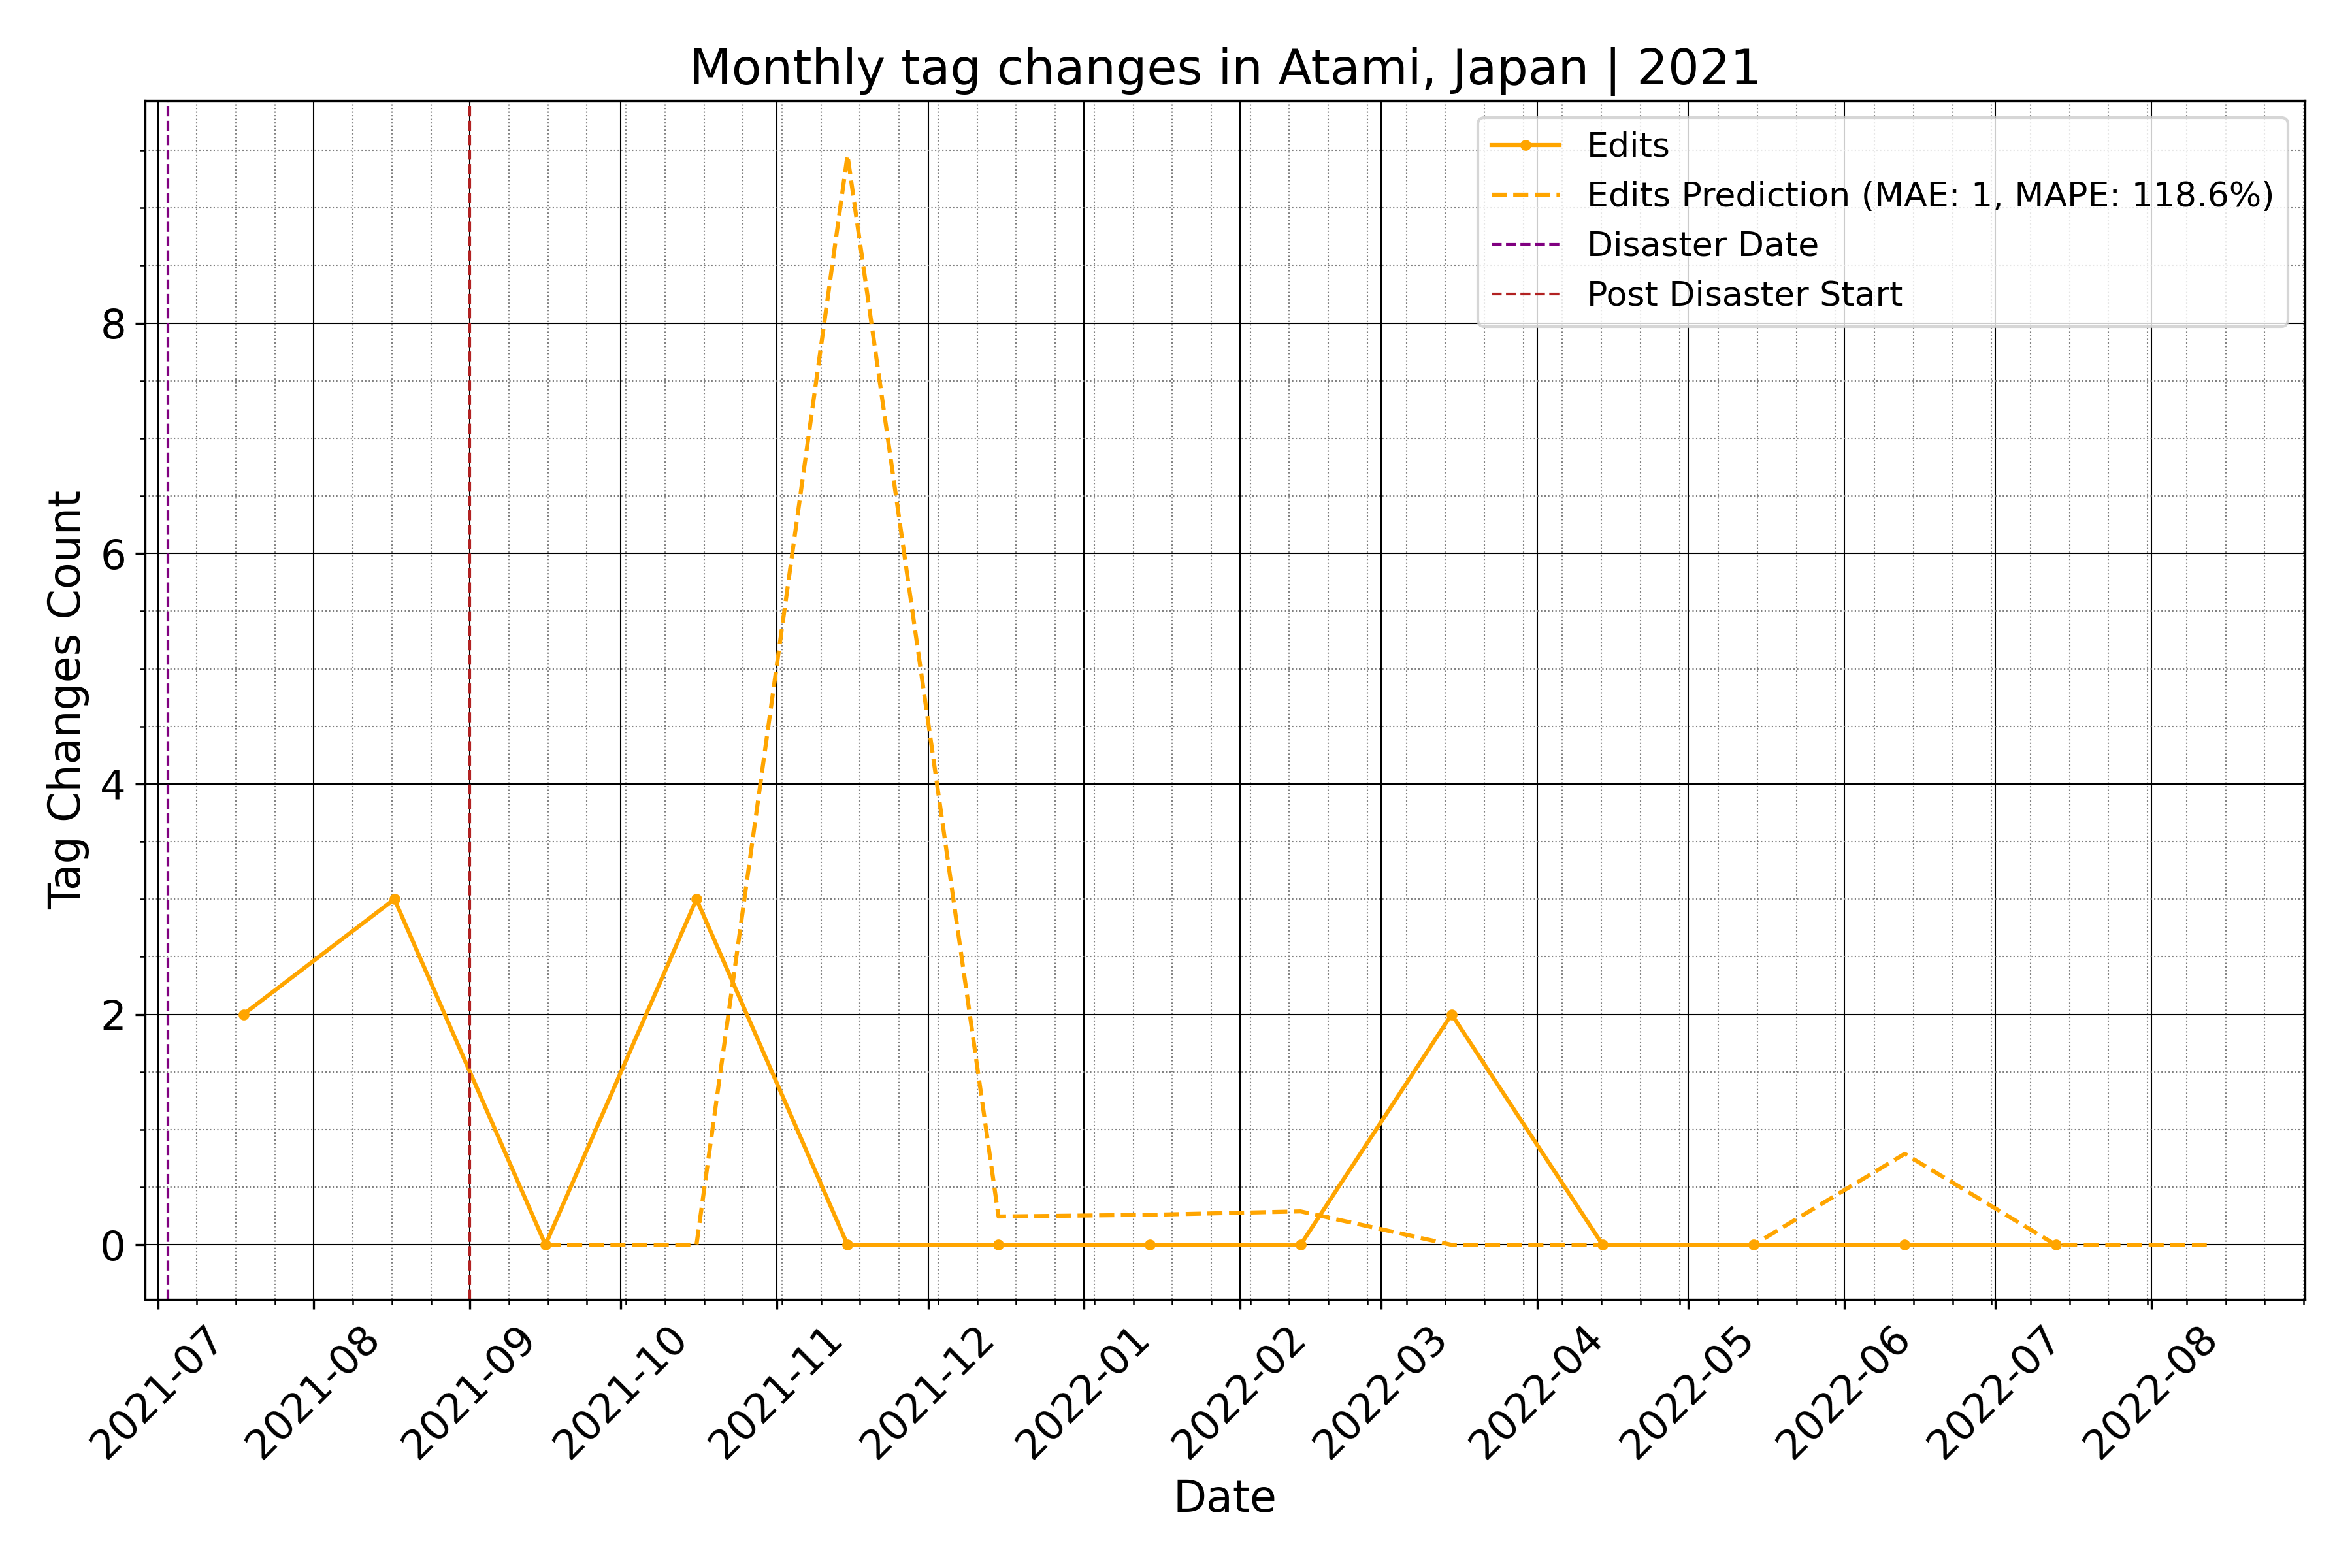 Monthly tag changes in Atami, Japan | 2021
Edits
Edits Prediction (MAE: 1, MAPE: 118.6%)
Disaster Date
Post Disaster Start
Tag Changes Count
8
6
4
2
0
2021-07
2021-08
2021-09
2021-10
2021-11
2021-12
2022-01
2022-02
2022-03
2022-04
2022-05
2022-06
2022-07
2022-08
Date